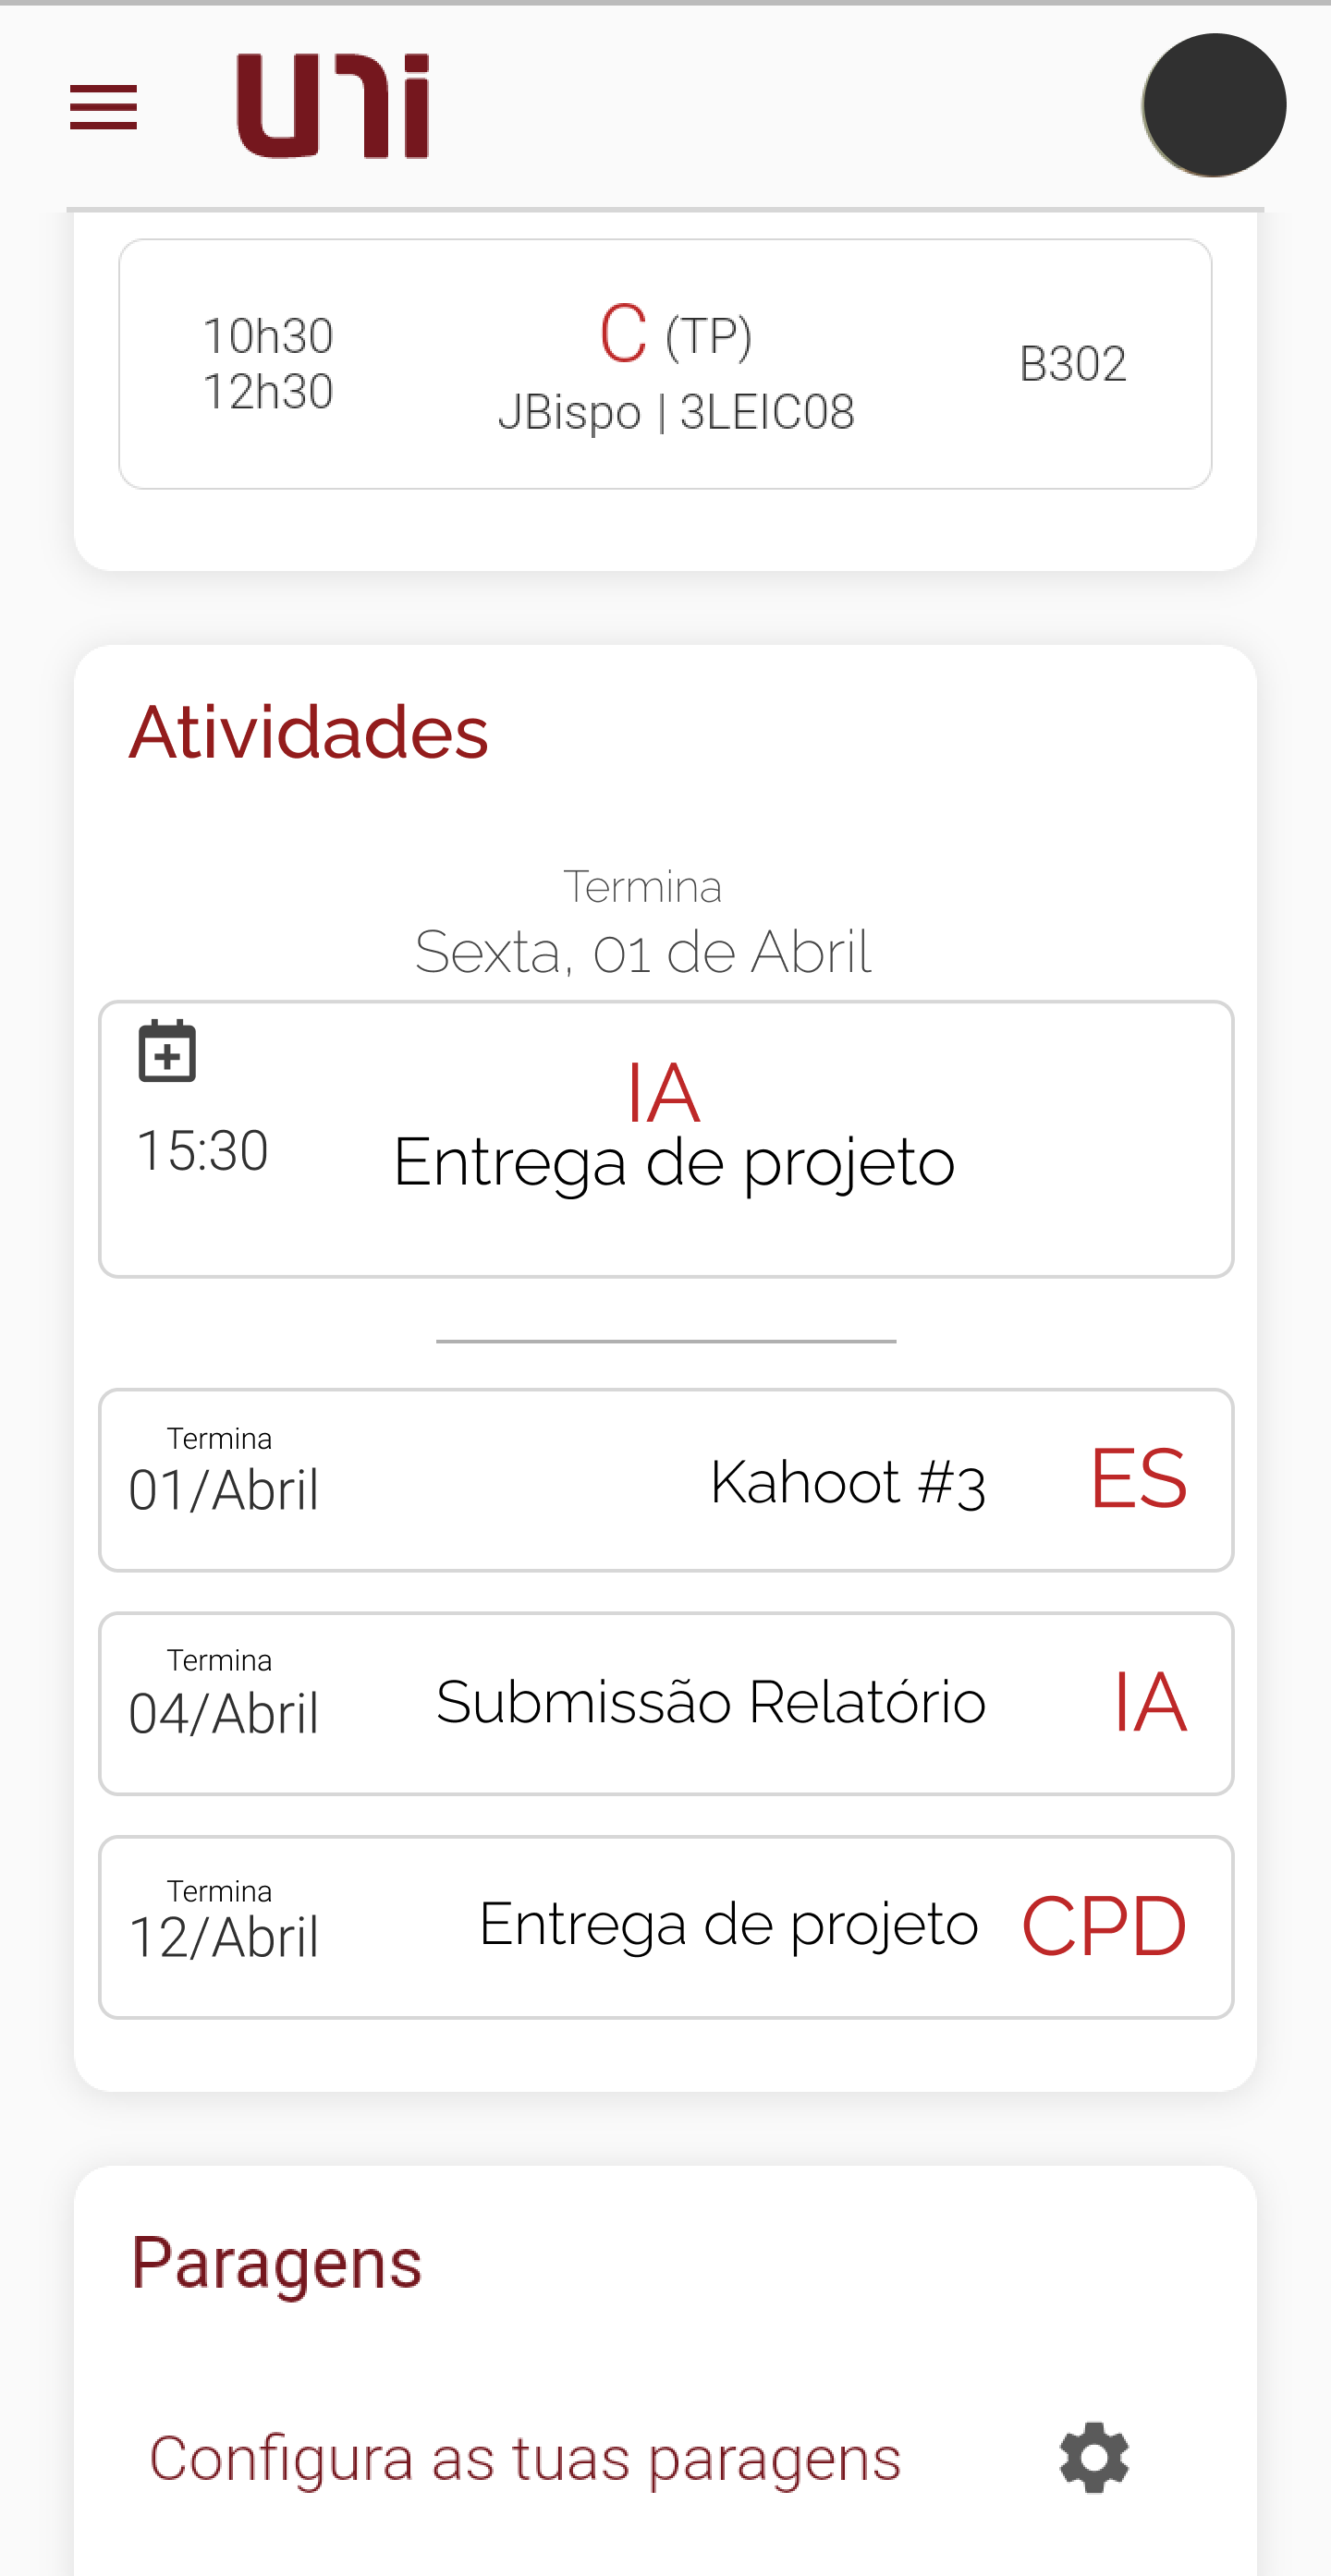 uni
10h30
12h30
C (TP)
JBispo | 3LEIC08
B302
Atividades
Termina
Sexta, 01 de Abril
15:30
IA
Entrega de projeto
Termina
01/Abril
Kahoot #3
ES
Termina
04/Abril
Submissão Relatório
IA
Termina
12/Abril
Entrega de projeto
CPD
Paragens
Configura as tuas paragens